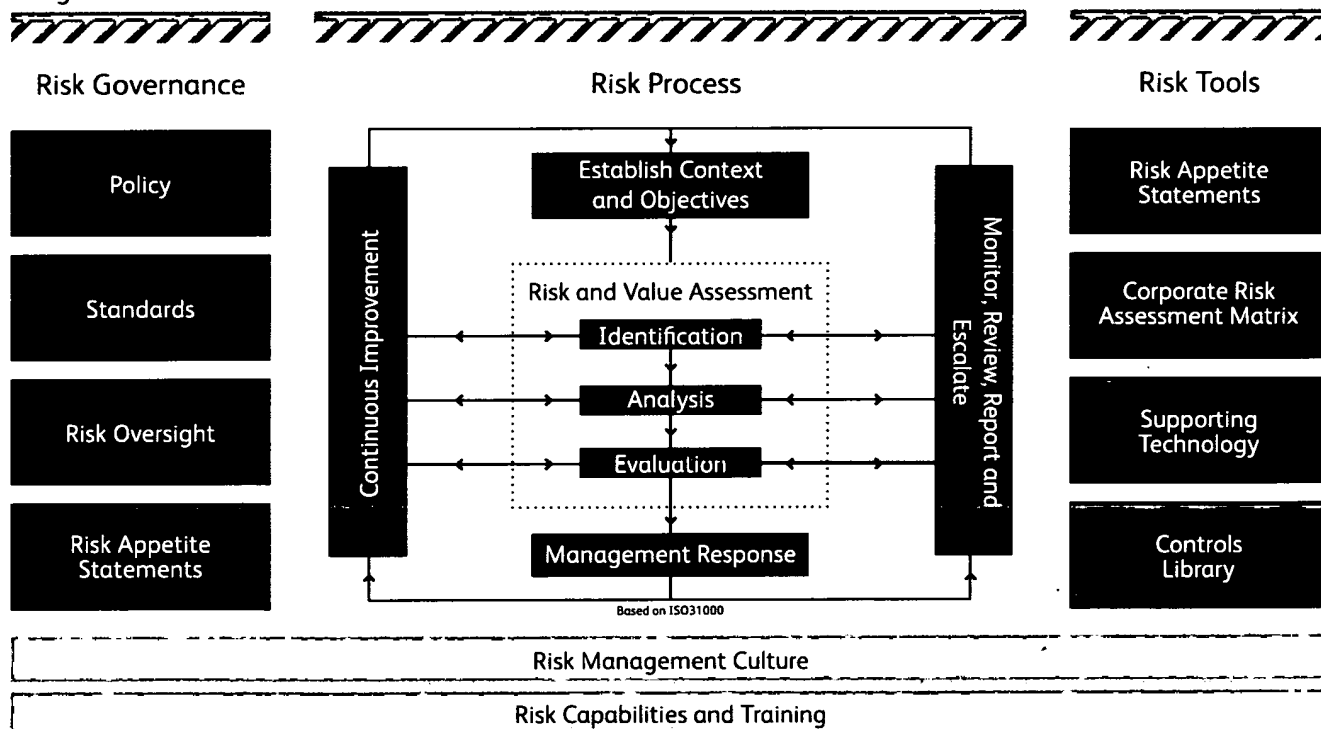 Risk Governance
Policy
Standards
Risk Oversight
Risk Appetite
Statements
Risk Process
Establish Context
and Objectives
Continuous Improvement
Risk and Value Assessment
Identification
Analysis
Evaluation
Monitor, Review, Report and
Escalate
Management Response
Based on ISO31000
Risk Tools
Risk Appetite
Statements
Corporate Risk
Assessment Matrix
Supporting
Technology
Controls
Library
Risk Management Culture
Risk Capabilities and Training